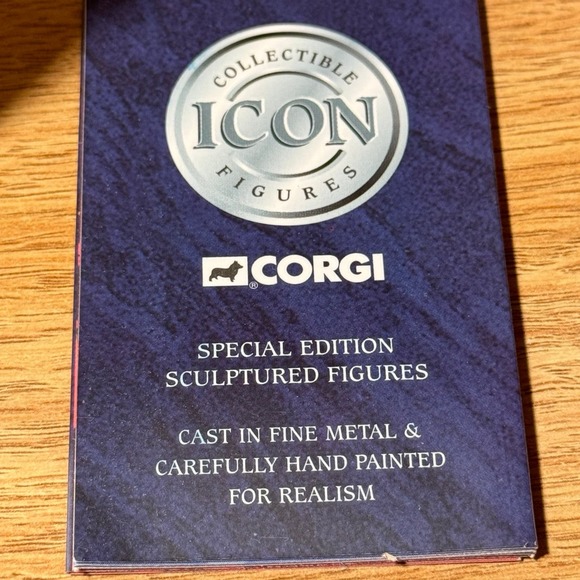 COLLECTIBLE
ICON
FIGURES
®CORGI
SPECIAL EDITION
SCULPTURED FIGURES
CAST IN FINE METAL &
CAREFULLY HAND PAINTED
FOR REALISM